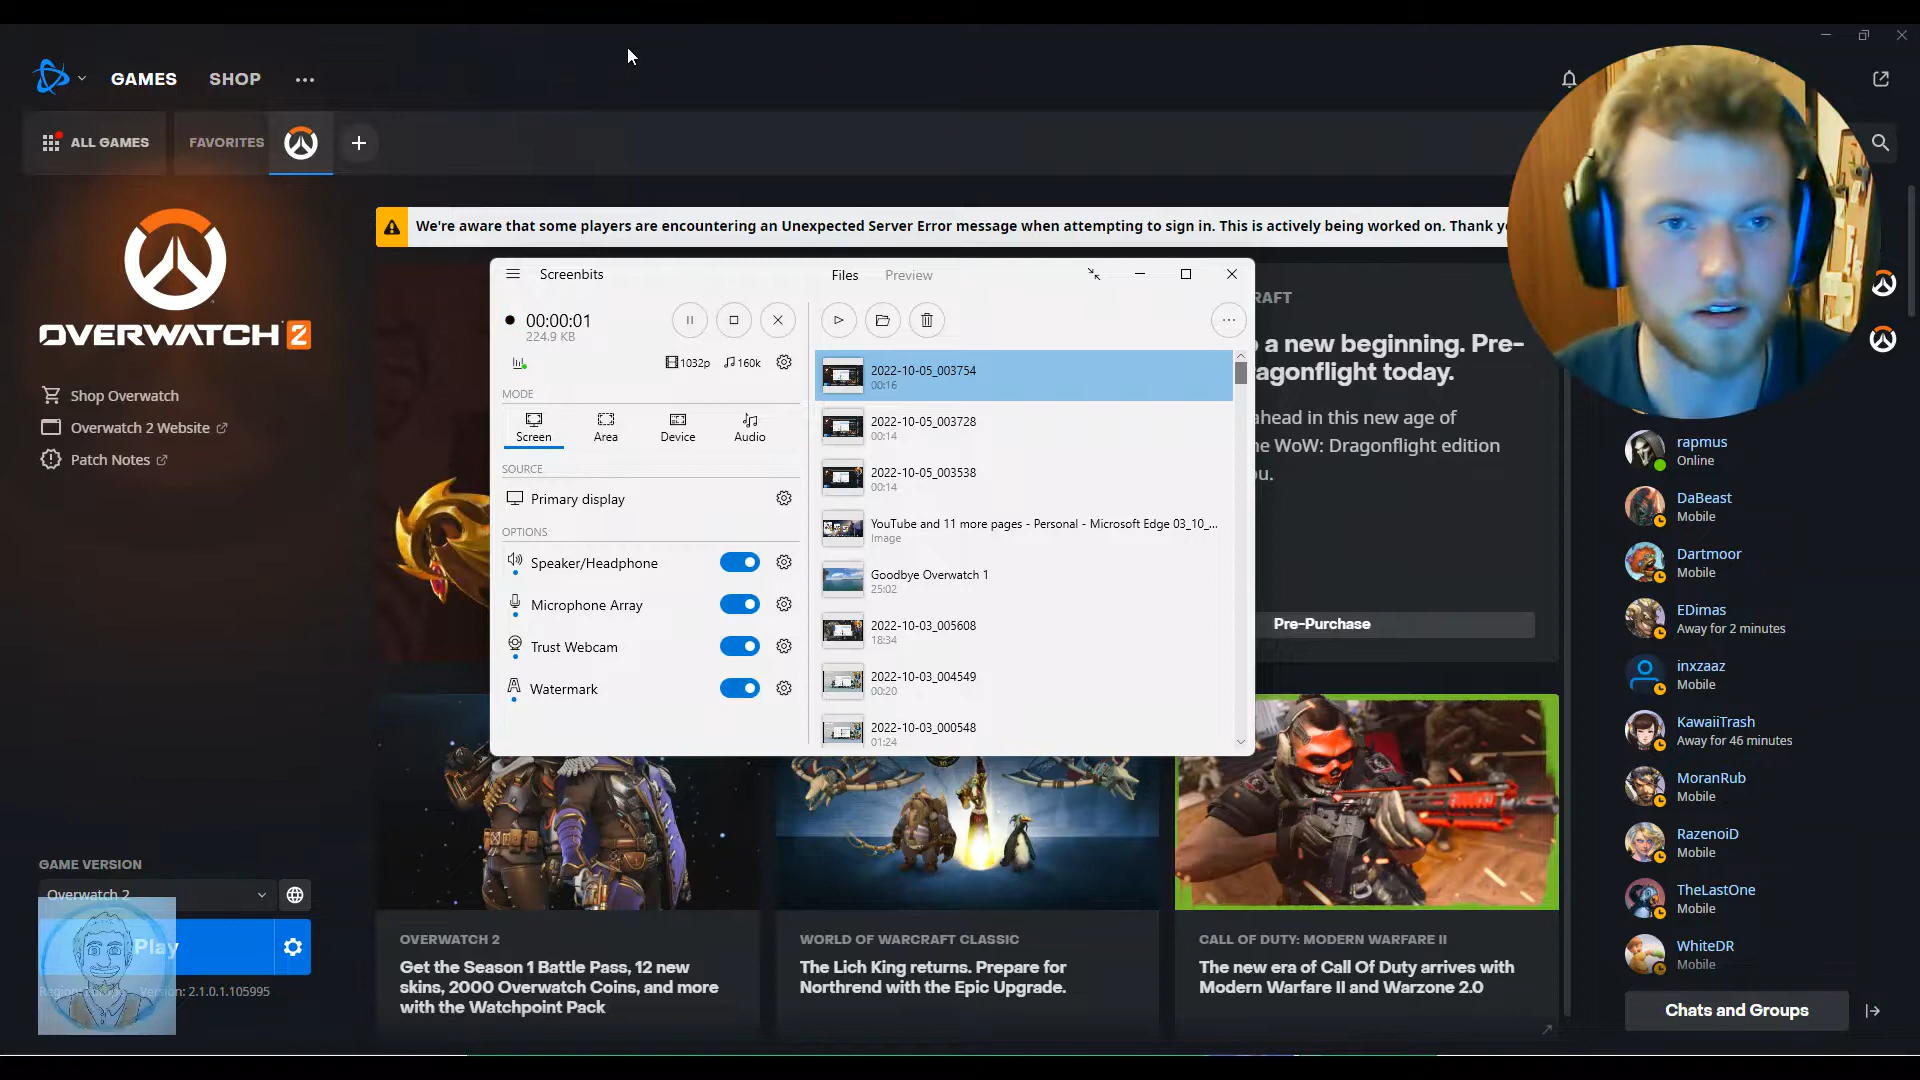 GAMES
SHOP
ALL GAMES
FAVORITES
OVERWATCH 2
Shop Overwatch
Overwatch 2 Website
Patch Notes
We're aware that some players are encountering an Unexpected Server Error message when attempting to sign in. This is actively being worked on. Thank
Screenbits
Files
Preview
00:00:01
224.9 KB
1032p
160k
MODE
Screen
Area
Device
Audio
SOURCE
Primary display
OPTIONS
Speaker/Headphone
Microphone Array
Trust Webcam
Watermark
2022-10-05_003754
00:16
2022-10-05_003728
00:14
2022-10-05_003538
00:14
YouTube and 11 more pages - Personal - Microsoft Edge 03_10_...
Image
Goodbye Overwatch 1
25:02
2022-10-03_005608
18:34
2022-10-03_004549
00:20
2022-10-03_000548
01:24
RAFT
a new beginning. Pre-
agonflight today.
ahead in this new age of
he WoW: Dragonflight edition
ou.
Pre-Purchase
rapmus
Online
DaBeast
Mobile
Dartmoor
Mobile
EDimas
Away for 2 minutes
inxzaaz
Mobile
KawaiiTrash
Away for 46 minutes
MoranRub
Mobile
RazenoiD
Mobile
TheLastOne
Mobile
WhiteDR
Mobile
Chats and Groups
GAME VERSION
Overwatch 2
Play
Version: 2.1.0.1.105995
OVERWATCH 2
Get the Season 1 Battle Pass, 12 new
skins, 2000 Overwatch Coins, and more
with the Watchpoint Pack
WORLD OF WARCRAFT CLASSIC
The Lich King returns. Prepare for
Northrend with the Epic Upgrade.
CALL OF DUTY: MODERN WARFARE II
The new era of Call Of Duty arrives with
Modern Warfare II and Warzone 2.0